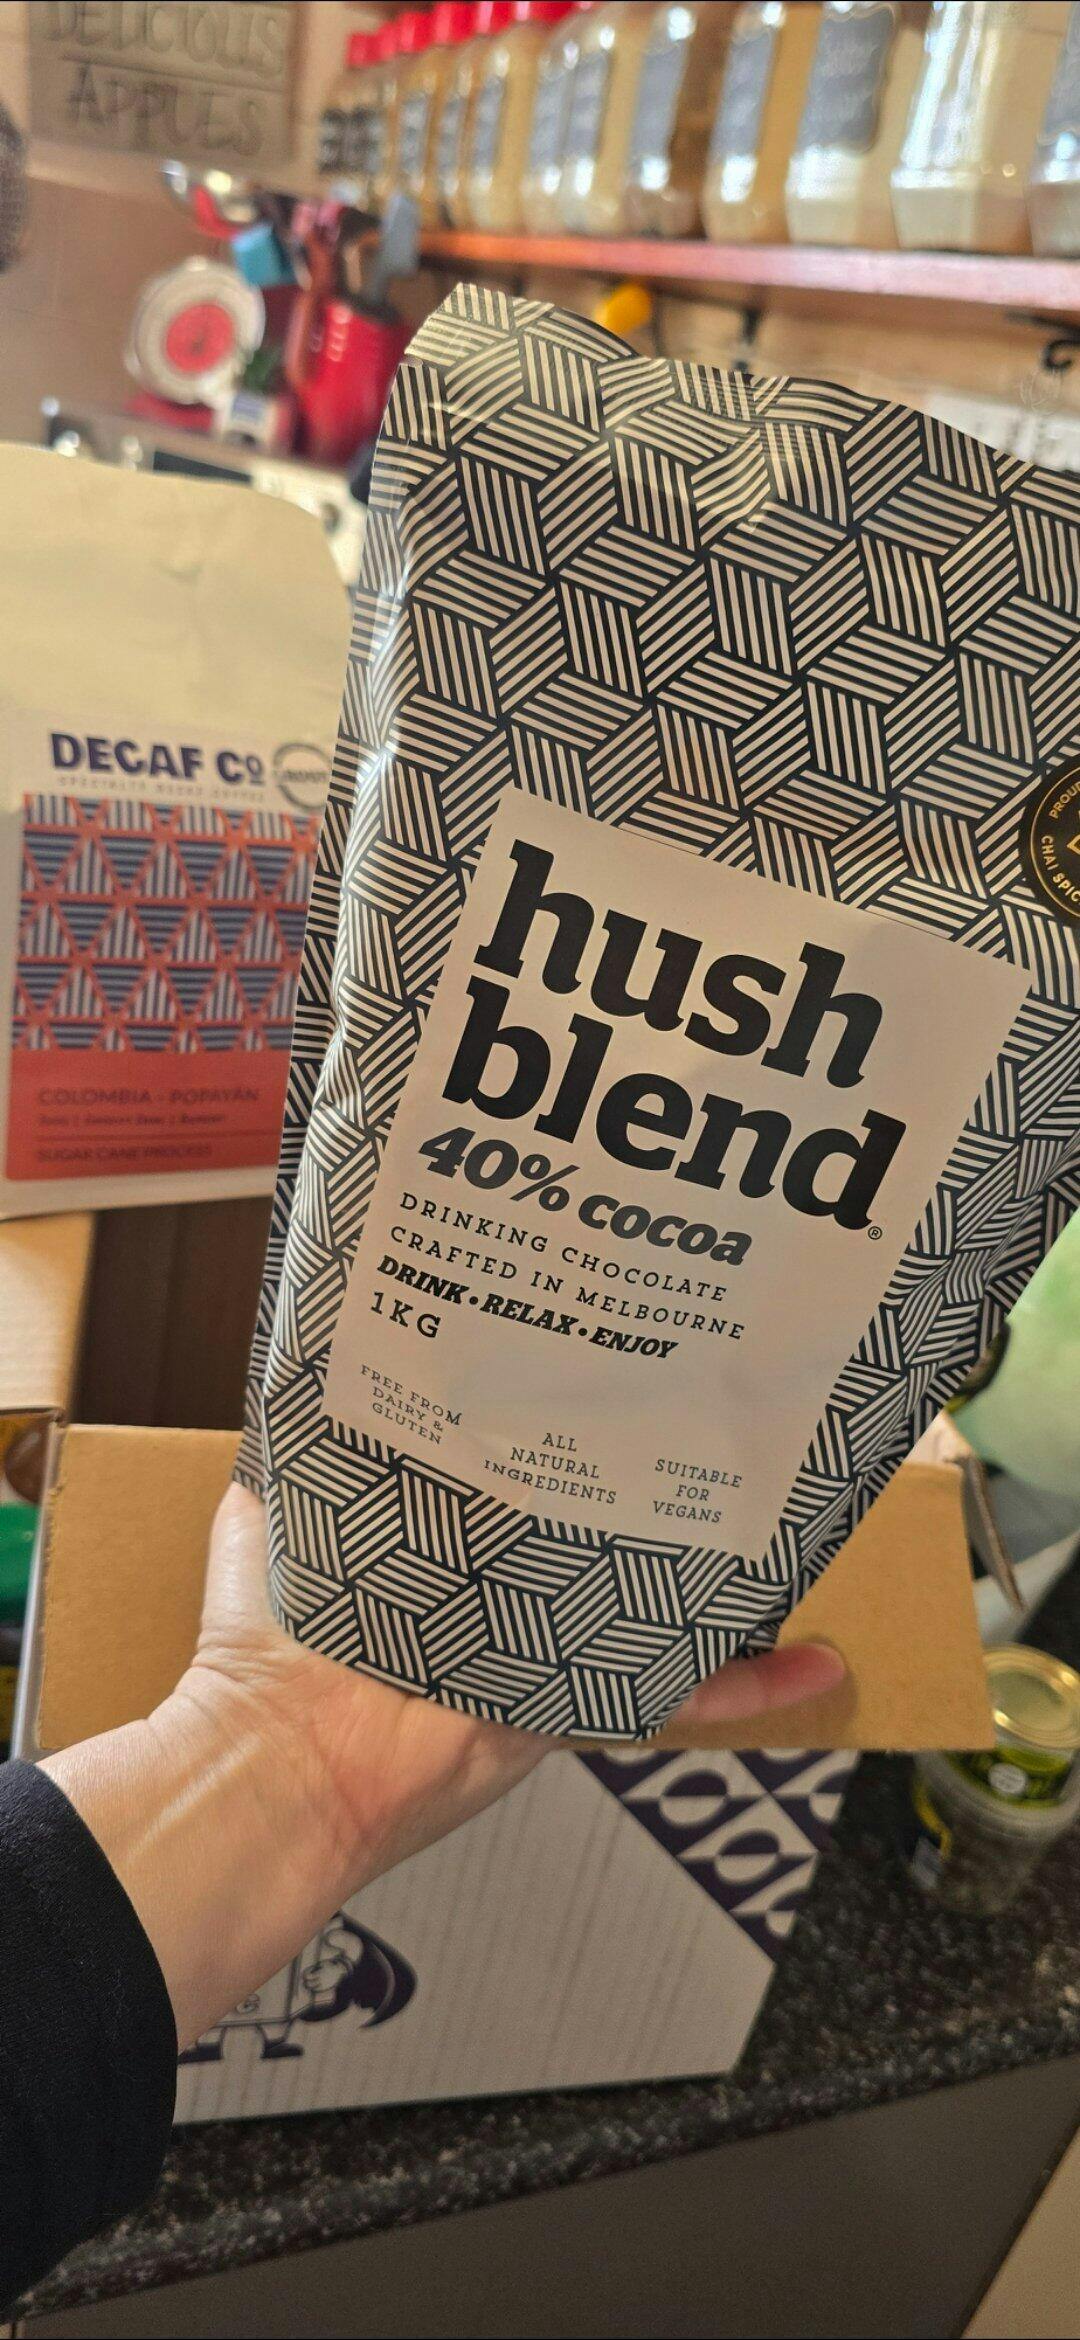 DELICIOUS
APPLES
DECAF Cº
COLOMBIA - POPAYÁN
SUGAR CANE PROCESS
hush
blend®
40% cocoa
DRINKING CHOCOLATE
CRAFTED IN MELBOURNE
DRINK • RELAX • ENJOY
1KG
FREE FROM
DAIRY &
GLUTEN
ALL
NATURAL
INGREDIENTS
SUITABLE
FOR
VEGANS
CHAI